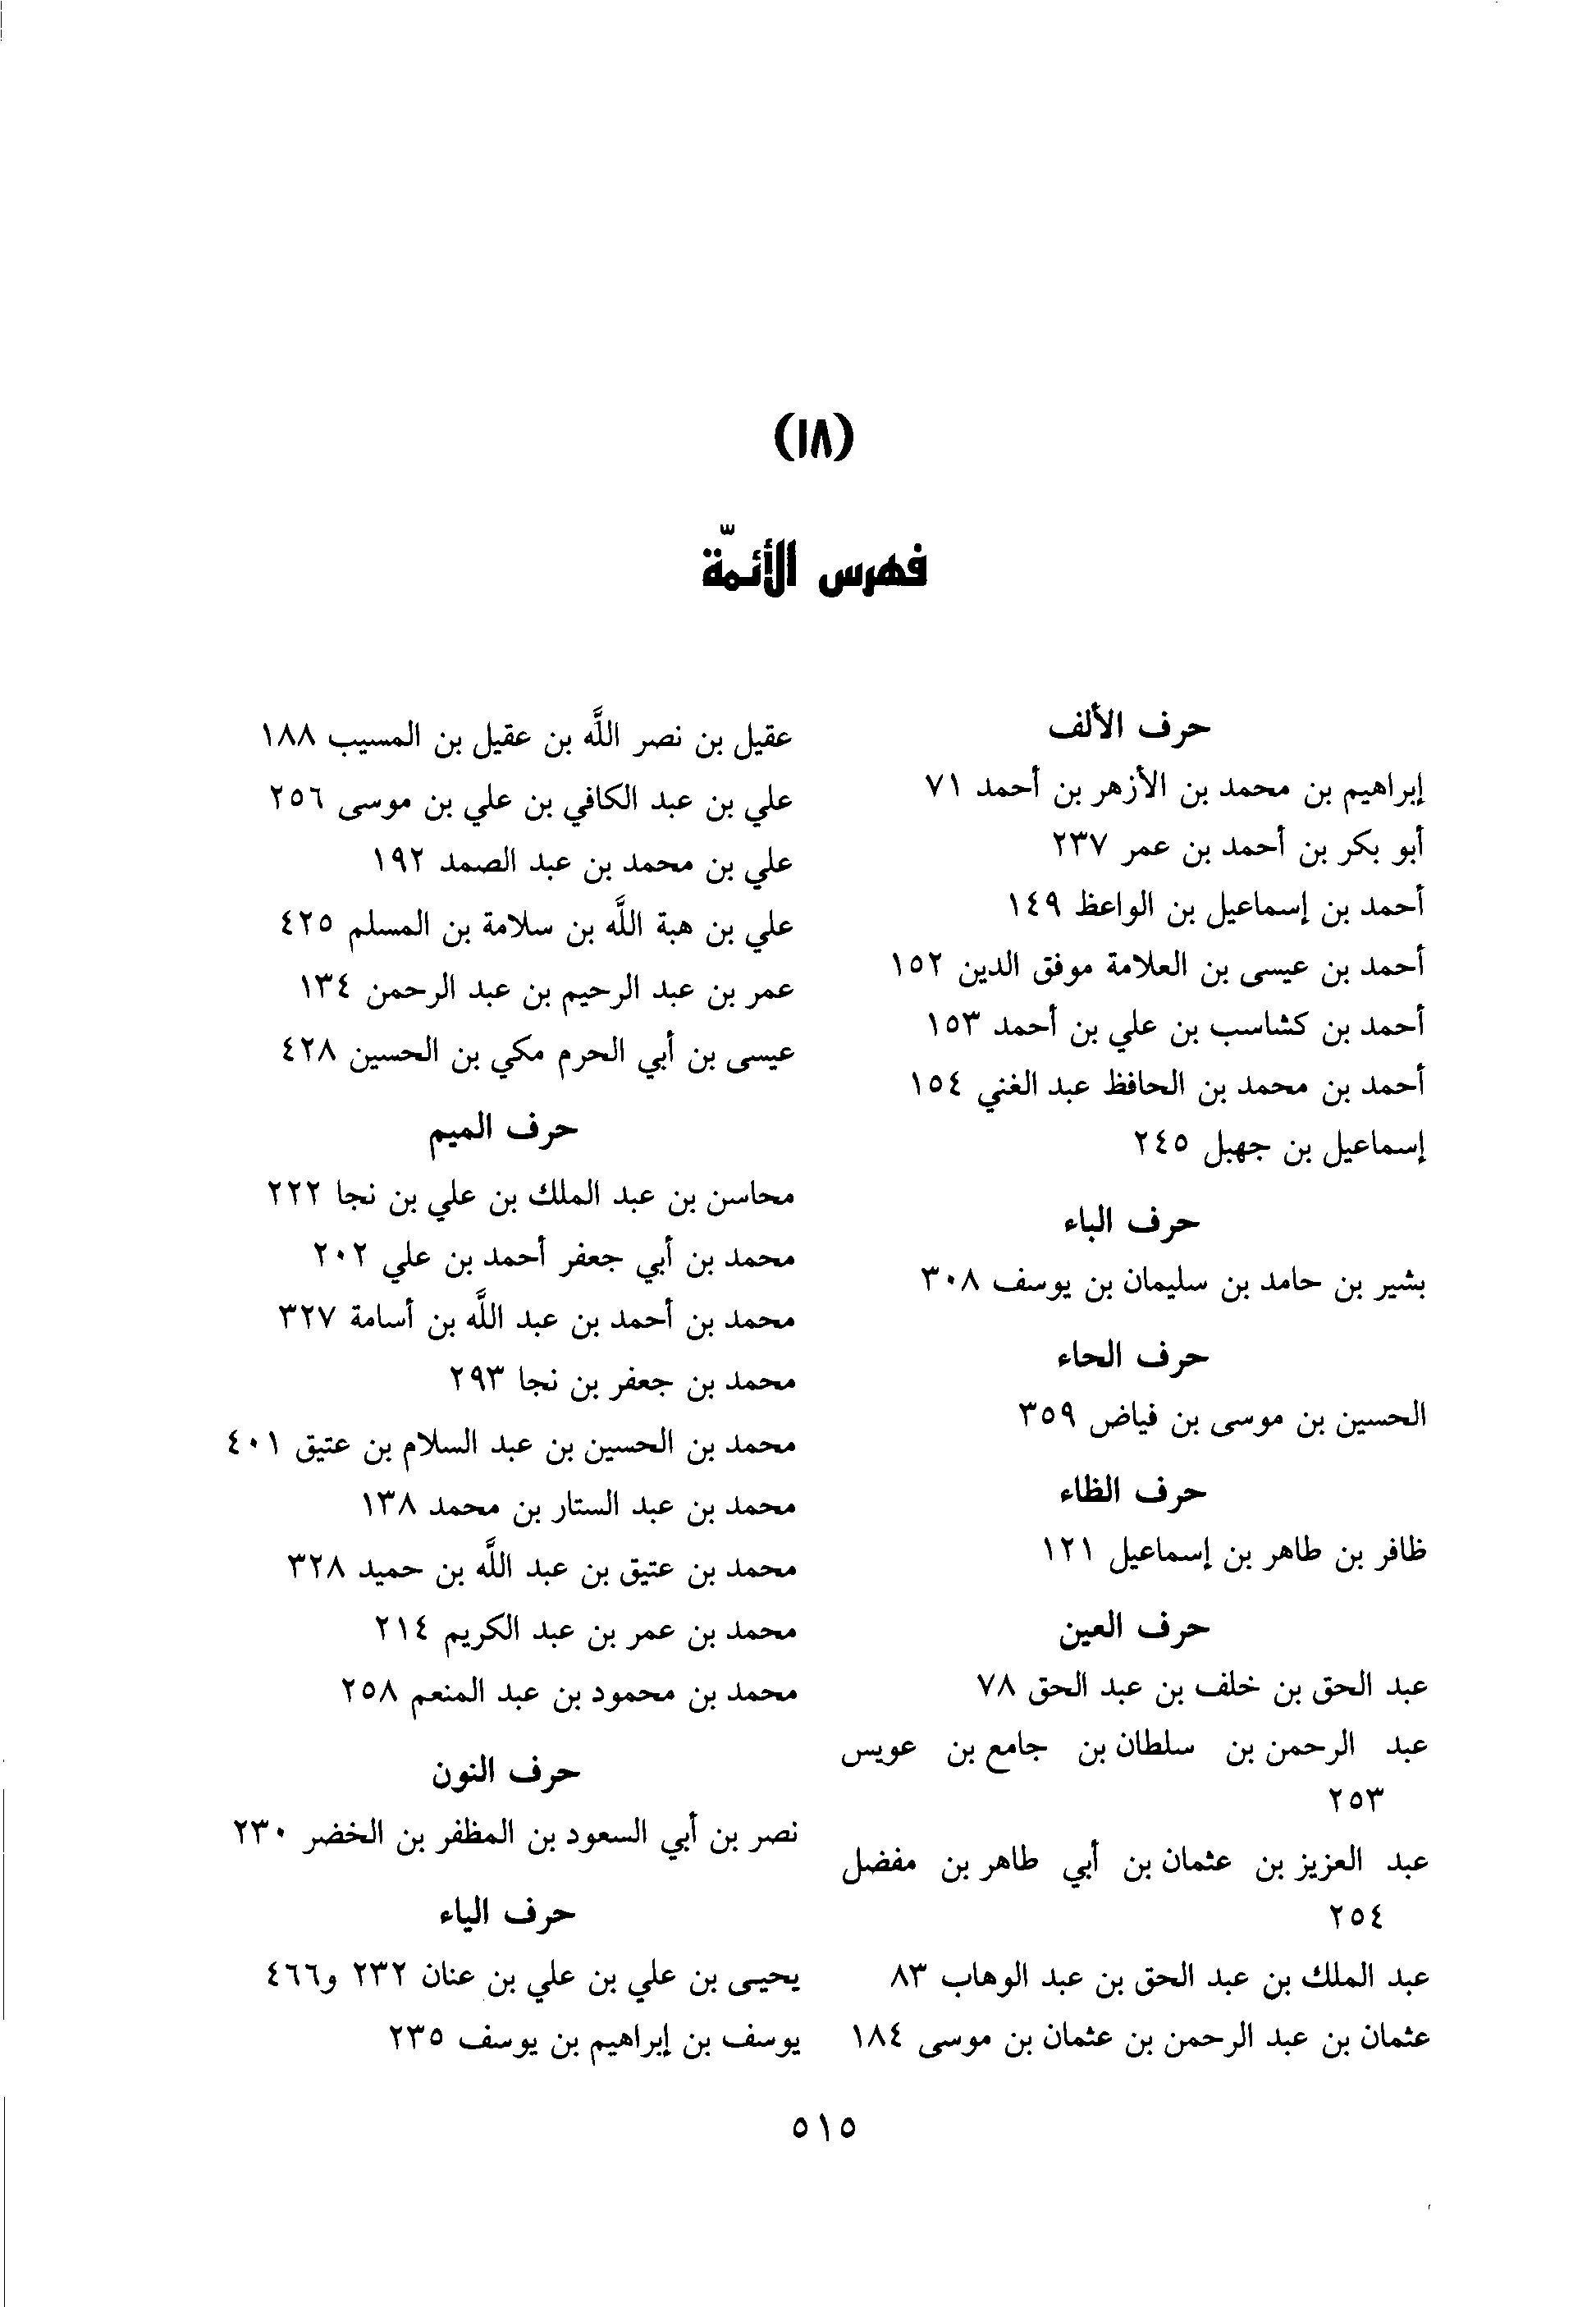 (١٨)
فهرس الأئمّة
حرف الألف
إبراهيم بن محمد بن الأزهر بن أحمد ٧١
أبو بكر بن أحمد بن عمر ٢٣٧
أحمد بن إسماعيل بن الواعظ ١٤٩
أحمد بن عيسى بن العلامة موفق الدين ١٥٢
أحمد بن كشاسب بن علي بن أحمد ١٥٣
أحمد بن محمد بن الحافظ عبد الغني ١٥٤
إسماعيل بن جهبل ٢٤٥
حرف الباء
بشير بن حامد بن سليمان بن يوسف ٣٠٨
حرف الحاء
الحسين بن موسى بن فياض ٣٥٩
حرف الظاء
ظافر بن طاهر بن إسماعيل ١٢١
حرف العين
عبد الحق بن خلف بن عبد الحق ٧٨
عبد الرحمن بن سلطان بن جامع بن عويس
٢٥٣
عبد العزيز بن عثمان بن أبي طاهر بن مفضل
٢٥٤
عبد الملك بن عبد الحق بن عبد الوهاب ٨٣
عثمان بن عبد الرحمن بن عثمان بن موسى ١٨٤
عقيل بن نصر اللَّه بن عقيل بن المسيب ١٨٨
علي بن عبد الكافي بن علي بن موسى ٢٥٦
علي بن محمد بن عبد الصمد ١٩٢
علي بن هبة اللَّه بن سلامة بن المسلم ٤٢٥
عمر بن عبد الرحيم بن عبد الرحمن ١٣٤
عيسى بن أبي الحرم مكي بن الحسين ٤٢٨
حرف الميم
محاسن بن عبد الملك بن علي بن نجا ٢٢٢
محمد بن أبي جعفر أحمد بن علي ٢٠٢
محمد بن أحمد بن عبد اللَّه بن أسامة ٣٢٧
محمد بن جعفر بن نجا ٢٩٣
محمد بن الحسين بن عبد السلام بن عتيق ٤٠١
محمد بن عبد الستار بن محمد ١٣٨
محمد بن عتيق بن عبد اللَّه بن حميد ٣٢٨
محمد بن عمر بن عبد الكريم ٢١٤
محمد بن محمود بن عبد المنعم ٢٥٨
حرف النون
نصر بن أبي السعود بن المظفر بن الخضر ٢٣٠
حرف الياء
يحيى بن علي بن علي بن عنان ٢٣٢ و٤٦٦
يوسف بن إبراهيم بن يوسف ٢٣٥
٥١٥